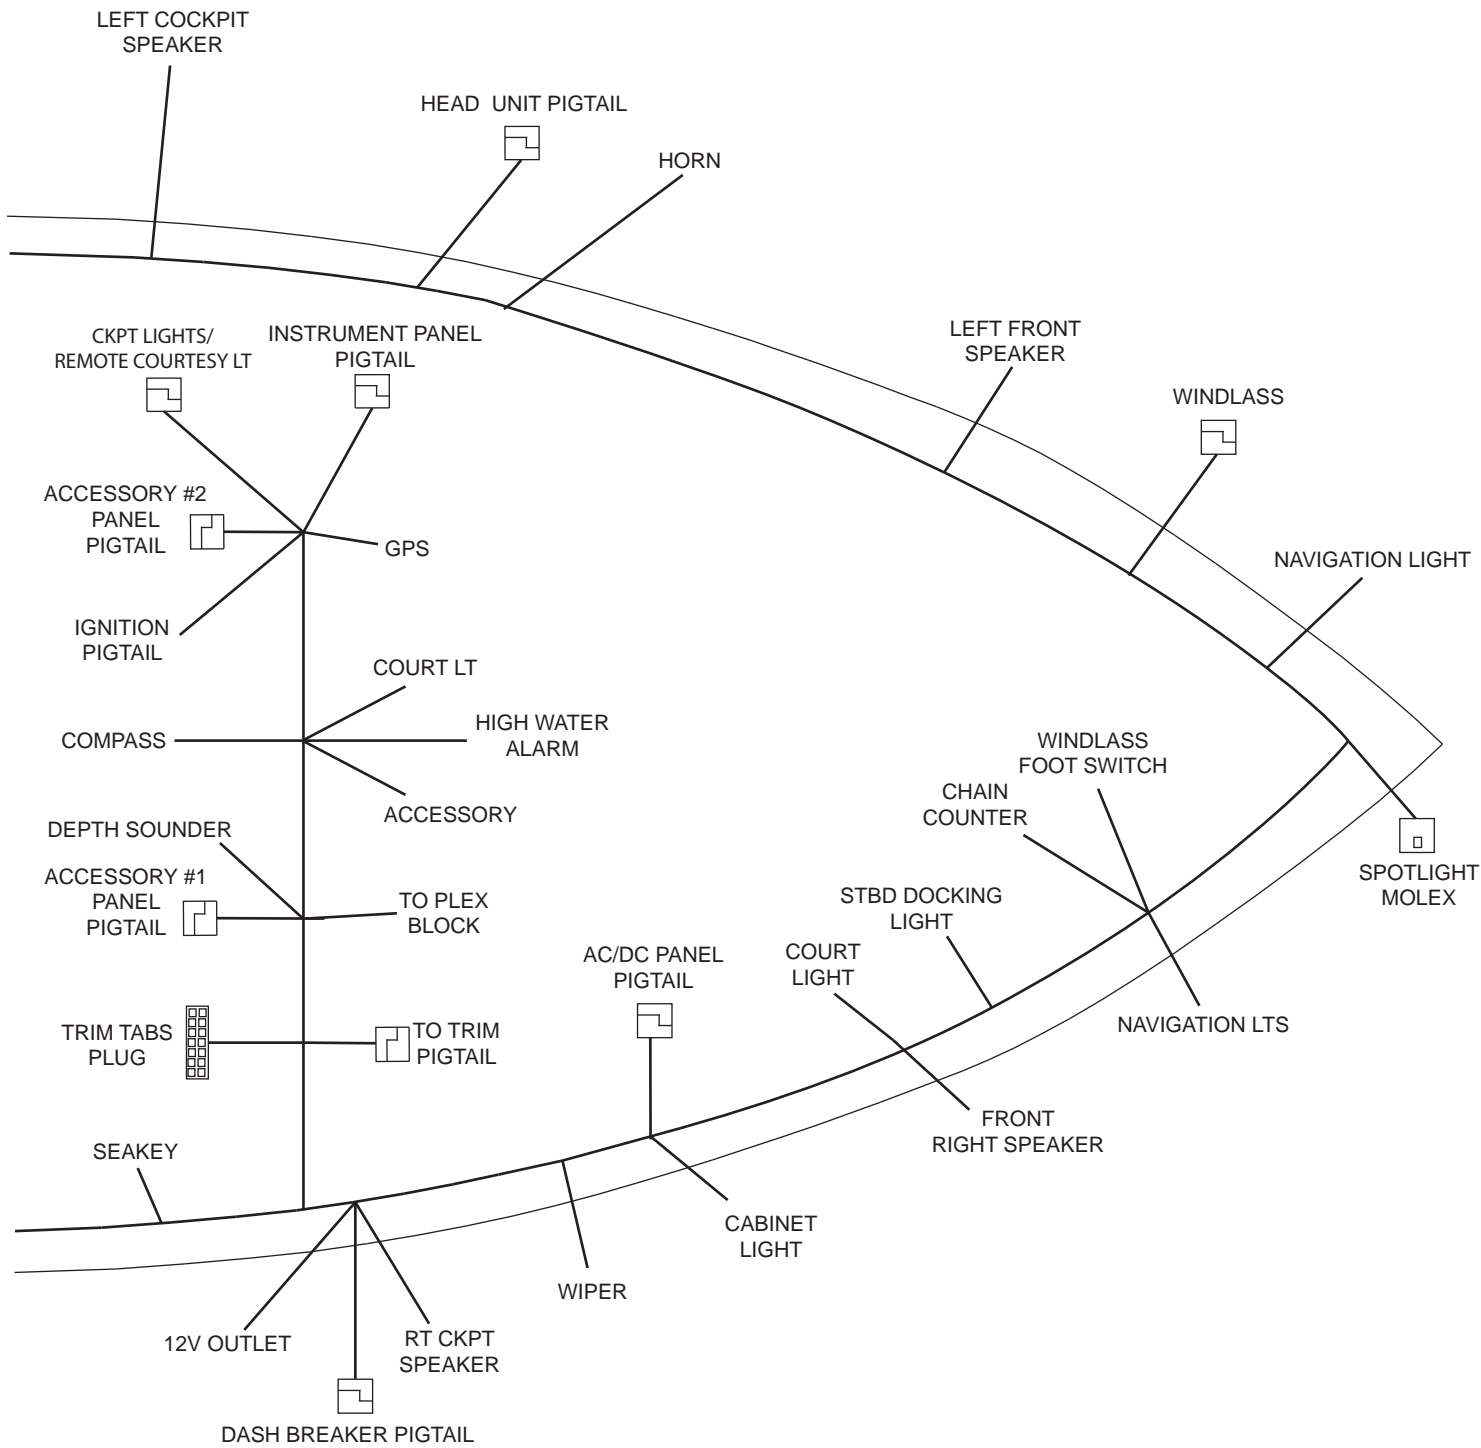 LEFT COCKPIT
SPEAKER
HEAD UNIT PIGTAIL
HORN
CKPT LIGHTS/
REMOTE COURTESY LT
INSTRUMENT PANEL
PIGTAIL
LEFT FRONT
SPEAKER
WINDLASS
ACCESSORY #2
PANEL
PIGTAIL
GPS
NAVIGATION LIGHT
IGNITION
PIGTAIL
COURT LT
COMPASS
HIGH WATER
ALARM
WINDLASS
FOOT SWITCH
CHAIN
COUNTER
ACCESSORY
DEPTH SOUNDER
SPOTLIGHT
MOLEX
ACCESSORY #1
PANEL
PIGTAIL
TO PLEX
BLOCK
STBD DOCKING
LIGHT
COURT
LIGHT
AC/DC PANEL
PIGTAIL
NAVIGATION LTS
TRIM TABS
PLUG
TO TRIM
PIGTAIL
FRONT
RIGHT SPEAKER
SEAKEY
CABINET
LIGHT
WIPER
12V OUTLET
RT CKPT
SPEAKER
DASH BREAKER PIGTAIL